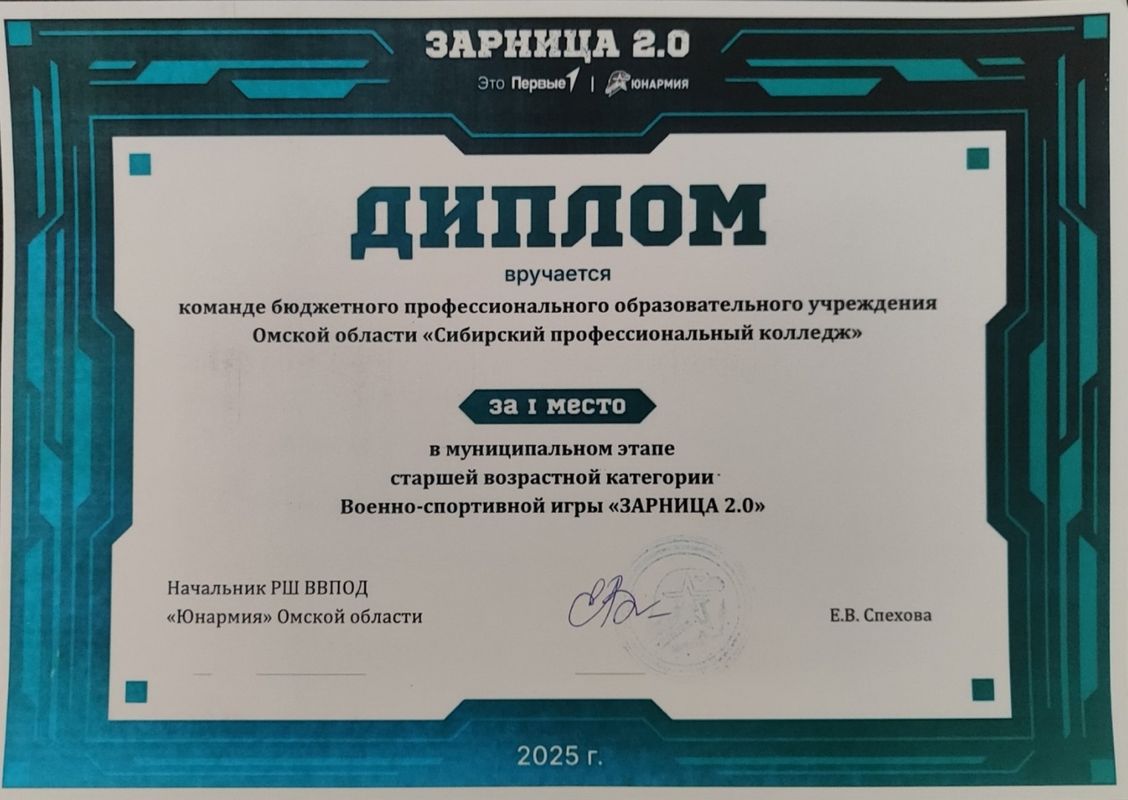 ЗАРНИЦА 2.0
Это Первые | ЮНАРМИЯ
ДИПЛОМ
вручается
команде бюджетного профессионального образовательного учреждения
Омской области «Сибирский профессиональный колледж»
за I место
в муниципальном этапе
старшей возрастной категории
Военно-спортивной игры «ЗАРНИЦА 2.0»
Начальник РШ ВВПОД
«Юнармия» Омской области
Е.В. Спехова
2025 г.